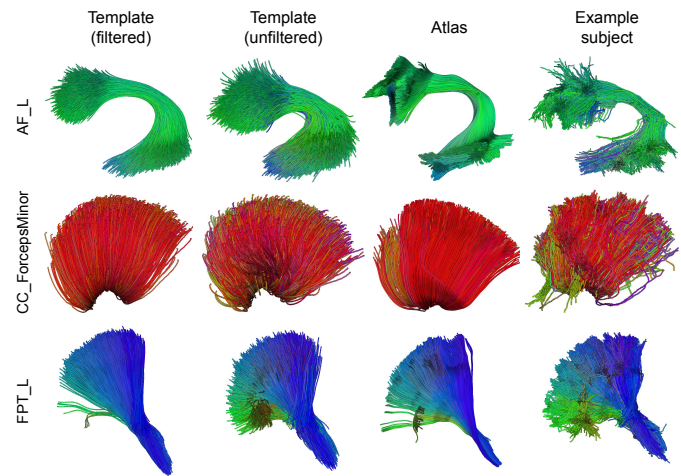 Template
(filtered)
Template
(unfiltered)
Atlas
Example
subject
AF_L
CC_ForcepsMinor
FPT_L